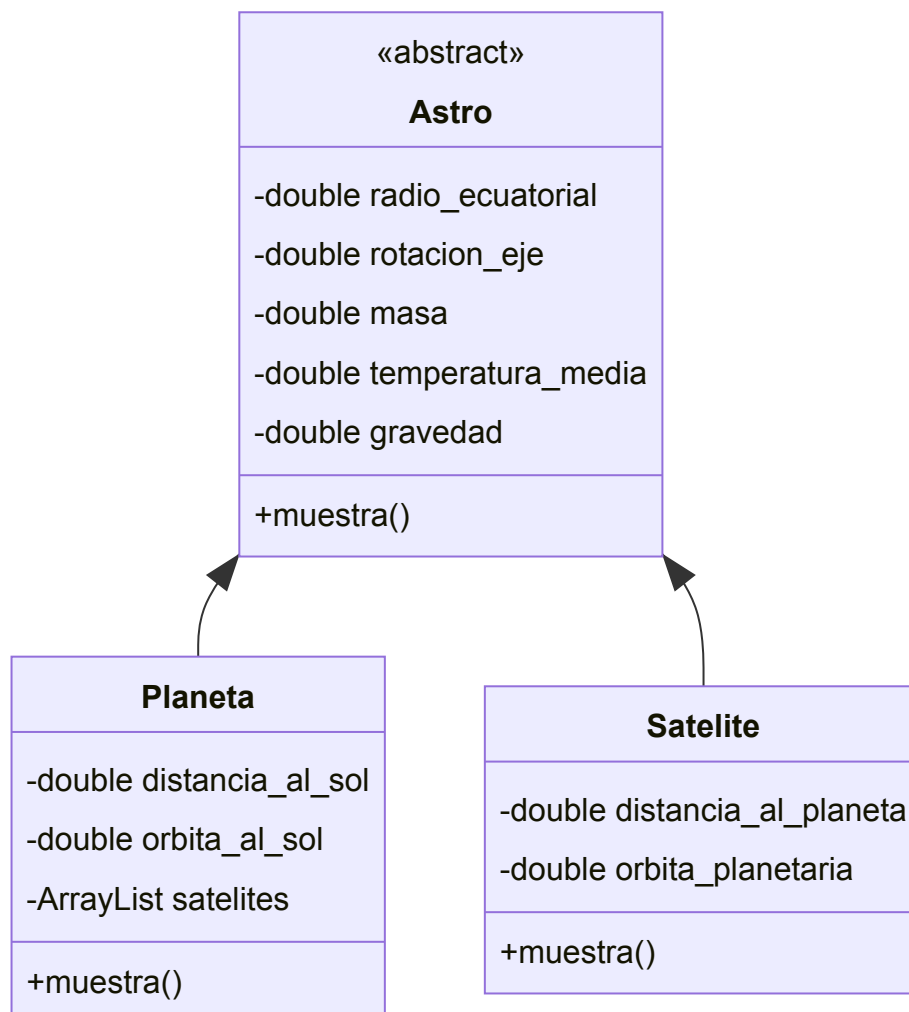 «abstract»
Astro
-double radio_ecuatorial
-double rotacion_eje
-double masa
-double temperatura_media
-double gravedad
+muestra()
Planeta
-double distancia_al_sol
-double orbita_al_sol
-ArrayList satelites
+muestra()
Satelite
-double distancia_al_planeta
-double orbita_planetaria
+muestra()